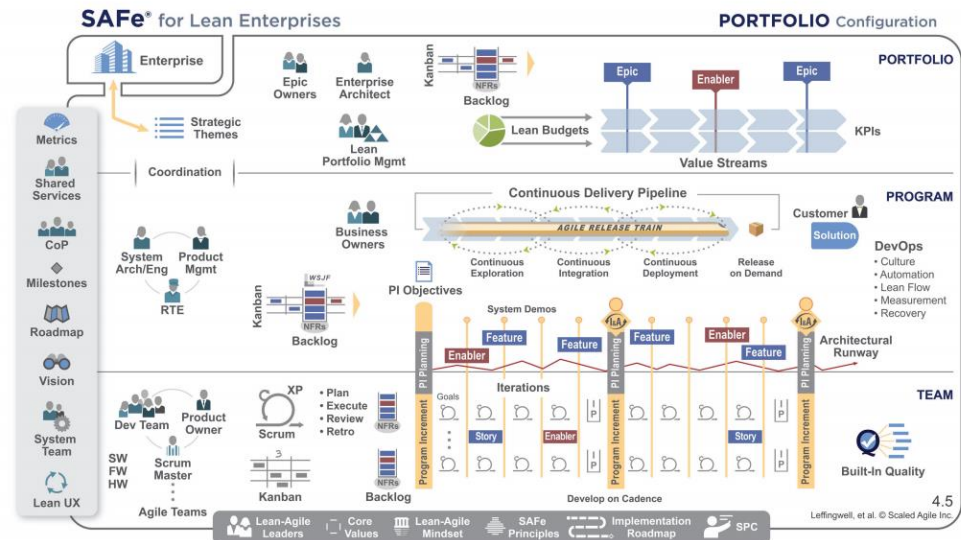 SAFe® for Lean Enterprises
PORTFOLIO Configuration
Enterprise
Epic
Owners
Enterprise
Architect
Kanban
NFRs
Backlog
Epic
Enabler
Epic
PORTFOLIO
Strategic
Themes
Lean
Portfolio Mgmt
Lean Budgets
KPIs
Value Streams
Coordination
Metrics
Shared
Services
CoP
Milestones
Roadmap
Vision
System
Team
Lean UX
Business
Owners
Continuous Delivery Pipeline
AGILE RELEASE TRAIN
Continuous
Exploration
Continuous
Integration
Continuous
Deployment
Release
on Demand
PROGRAM
Customer
Solution
DevOps
• Culture
• Automation
• Lean Flow
• Measurement
• Recovery
System
Arch/Eng
Product
Mgmt
RTE
Kanban
WSJF
NFRs
Backlog
PI Objectives
System Demos
PI Planning
Enabler
Feature
Feature
I&A
PI Planning
Feature
Enabler
Feature
I&A
PI Planning
Architectural
Runway
TEAM
Dev Team
Product
Owner
Scrum
Master
SW
FW
HW
Agile Teams
XP
Scrum
• Plan
• Execute
• Review
• Retro
NFRs
3
Kanban
NFRs
Backlog
Iterations
Program Increment
Goals
Story
Enabler
I
P
I
P
Program Increment
Story
I
P
I
P
Program Increment
Develop on Cadence
Built-In Quality
4.5
Leffingwell, et al. © Scaled Agile Inc.
Lean-Agile
Leaders
Core
Values
Lean-Agile
Mindset
SAFe
Principles
Implementation
Roadmap
SPC